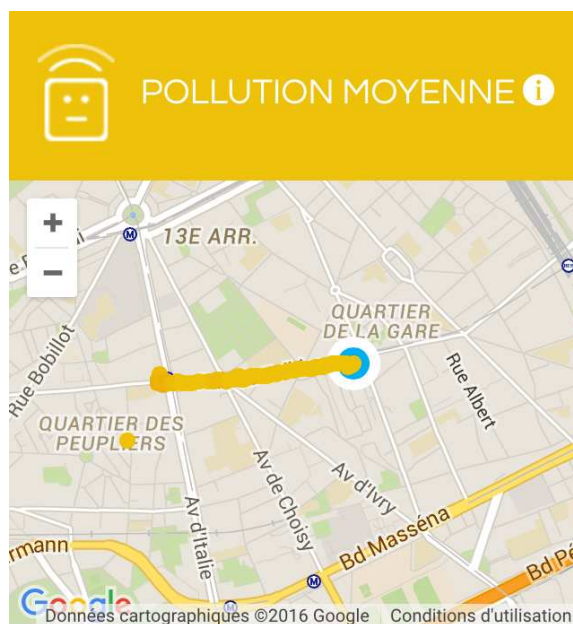 POLLUTION MOYENNE i
+
M
13E ARR.
−
QUARTIER
DE LA GARE
Rue Bobillot
Rue Albert
QUARTIER DES
PEUPLIERS
Av d'Italie
Av de Choisy
Av d'Ivry
Bd Masséna
rmann
Bd Pé
M
Google
Données cartographiques ©2016 Google Conditions d'utilisation